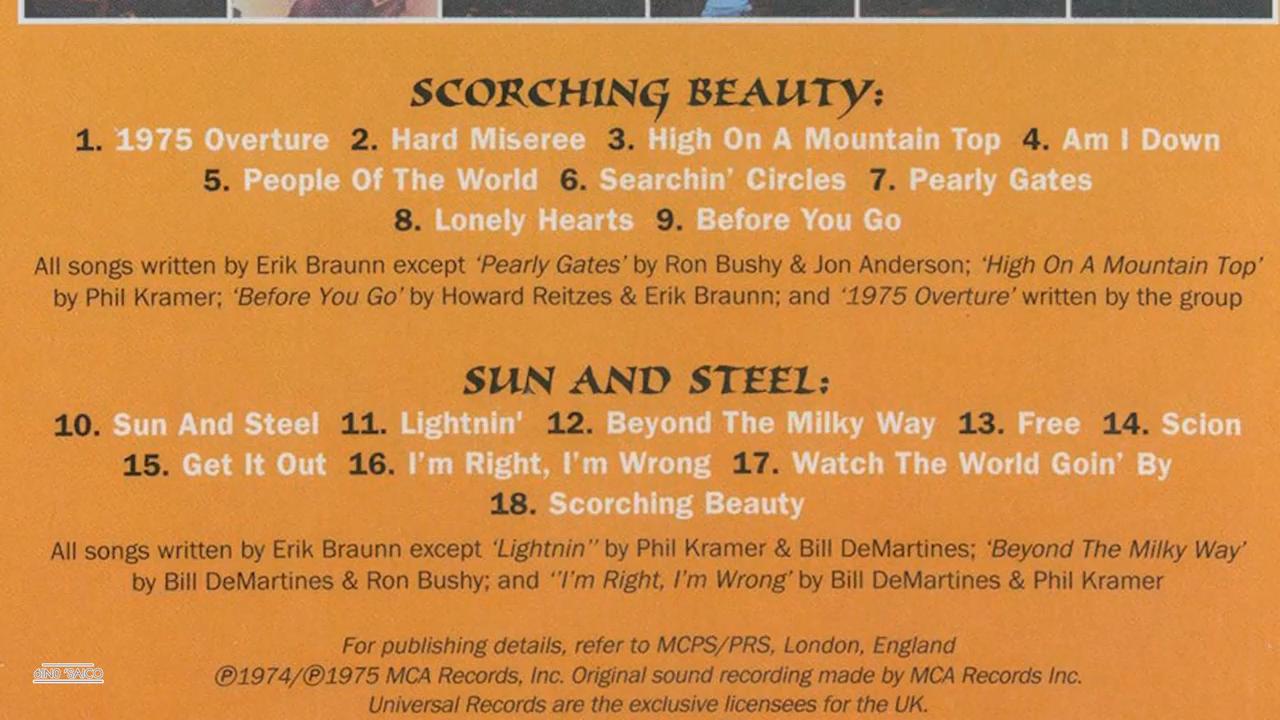 SCORCHING BEAUTY:
1. '1975 Overture 2. Hard Miseree 3. High On A Mountain Top 4. Am I Down
5. People Of The World 6. Searchin' Circles 7. Pearly Gates
8. Lonely Hearts 9. Before You Go
All songs written by Erik Braunn except 'Pearly Gates' by Ron Bushy & Jon Anderson; 'High On A Mountain Top'
by Phil Kramer; 'Before You Go' by Howard Reitzes & Erik Braunn; and '1975 Overture' written by the group
SUN AND STEEL:
10. Sun And Steel 11. Lightnin' 12. Beyond The Milky Way 13. Free 14. Scion
15. Get It Out 16. I'm Right, I'm Wrong 17. Watch The World Goin' By
18. Scorching Beauty
All songs written by Erik Braunn except 'Lightnin'' by Phil Kramer & Bill DeMartines; 'Beyond The Milky Way'
by Bill DeMartines & Ron Bushy; and ''I'm Right, I'm Wrong' by Bill DeMartines & Phil Kramer
For publishing details, refer to MCPS/PRS, London, England
℗1974/℗1975 MCA Records, Inc. Original sound recording made by MCA Records Inc.
Universal Records are the exclusive licensees for the UK.